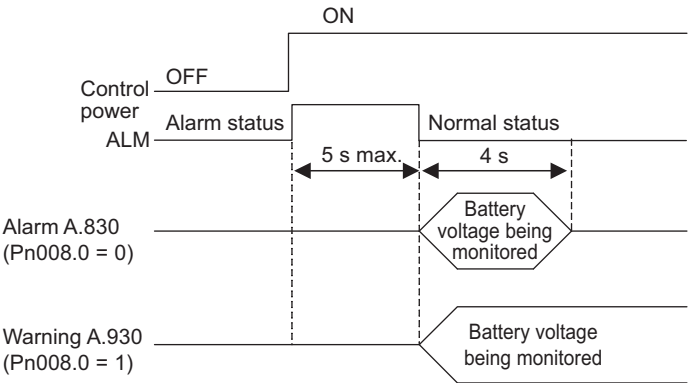 ON
OFF
Control
power
ALM
Alarm status
Normal status
5 s max.
4 s
Alarm A.830
(Pn008.0 = 0)
Battery
voltage being
monitored
Warning A.930
(Pn008.0 = 1)
Battery voltage
being monitored